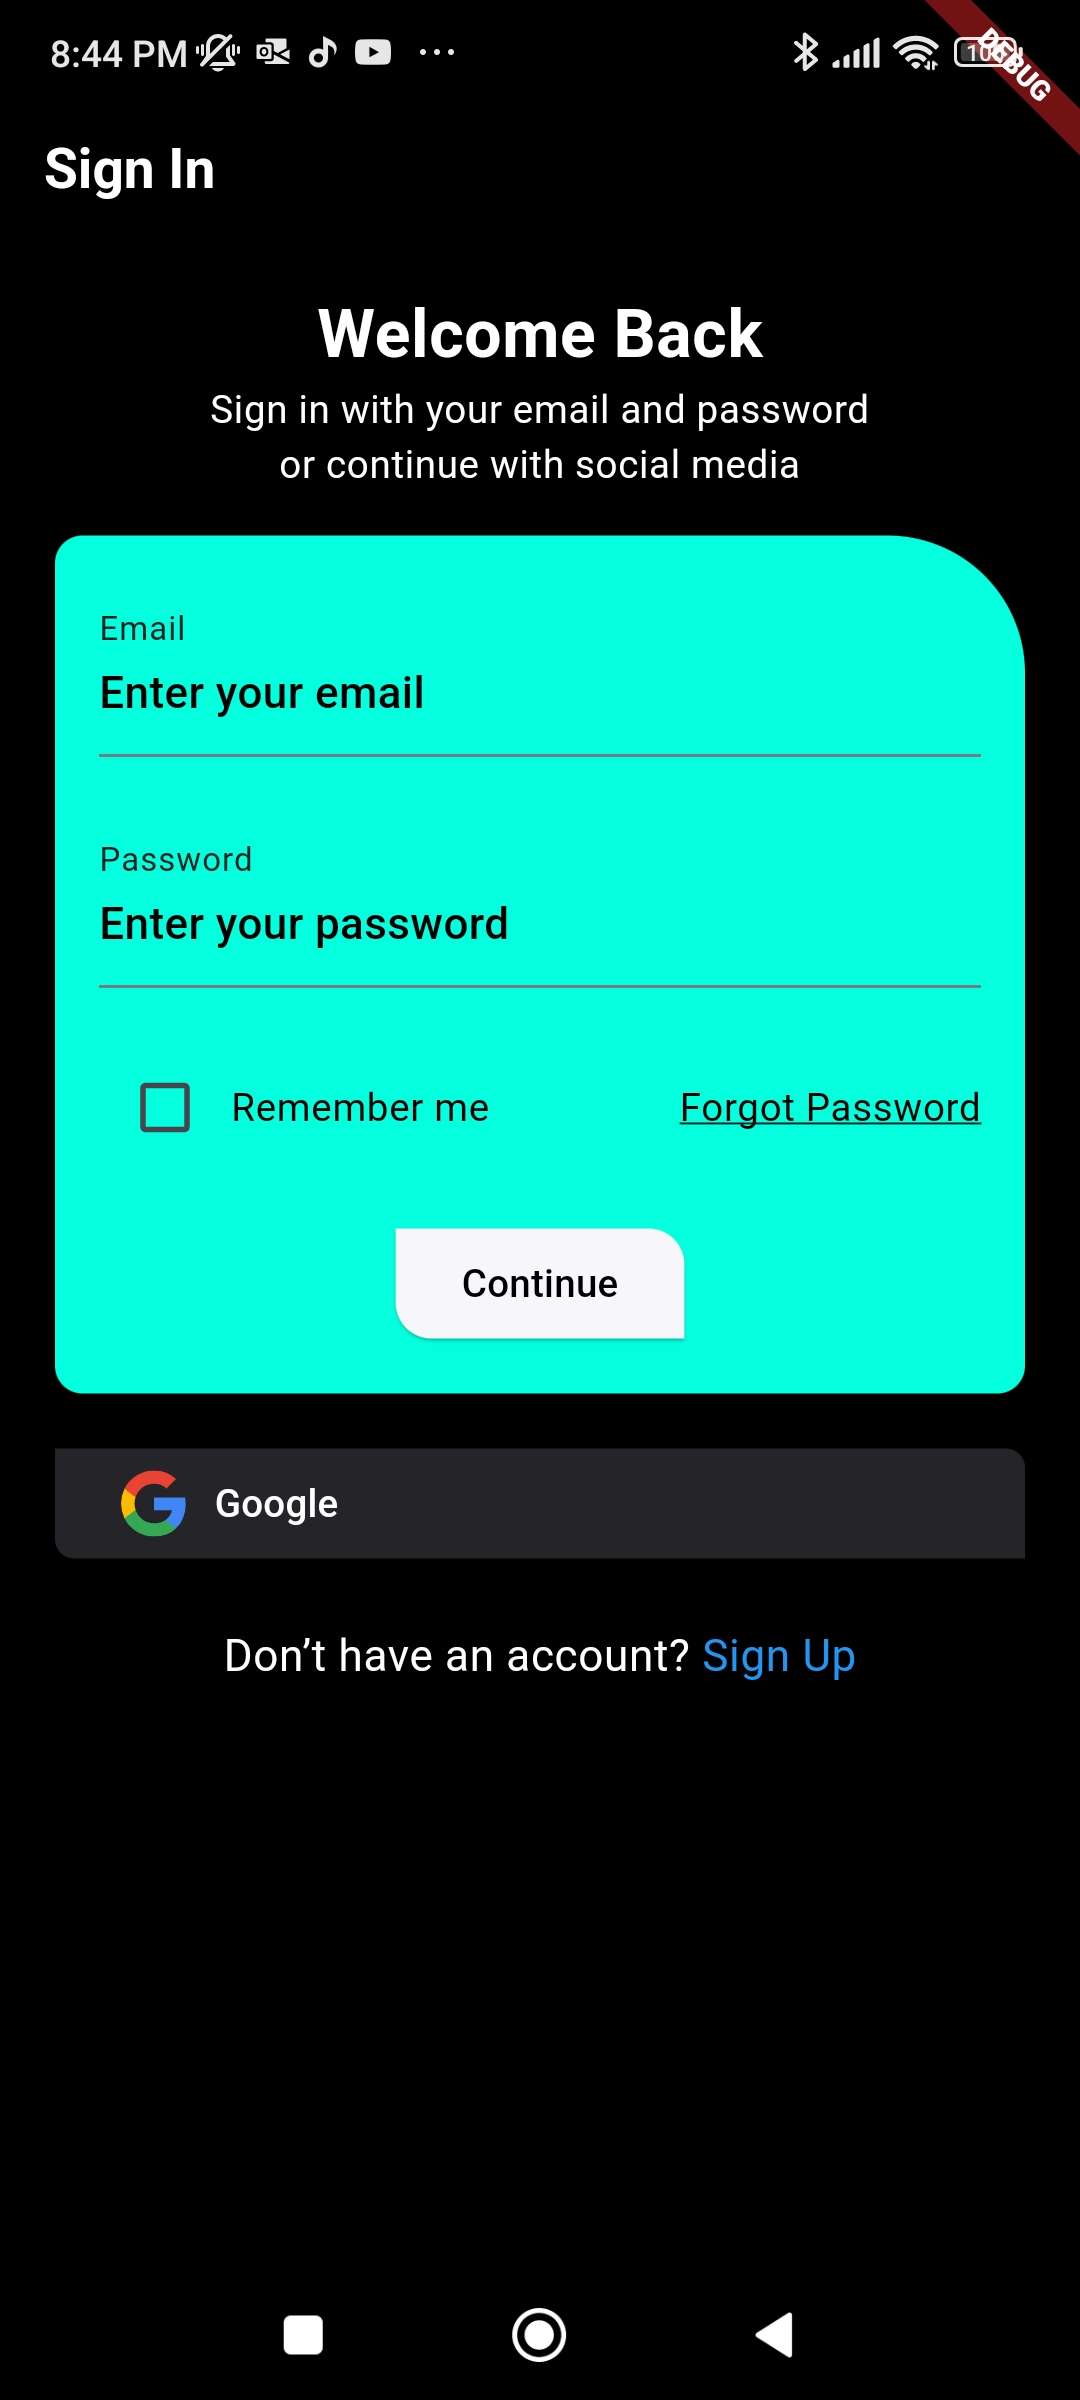 8:44 PM
DEBUG
Sign In
Welcome Back
Sign in with your email and password
or continue with social media
Email
Enter your email
Password
Enter your password
Remember me
Forgot Password
Continue
Google
Don’t have an account? Sign Up